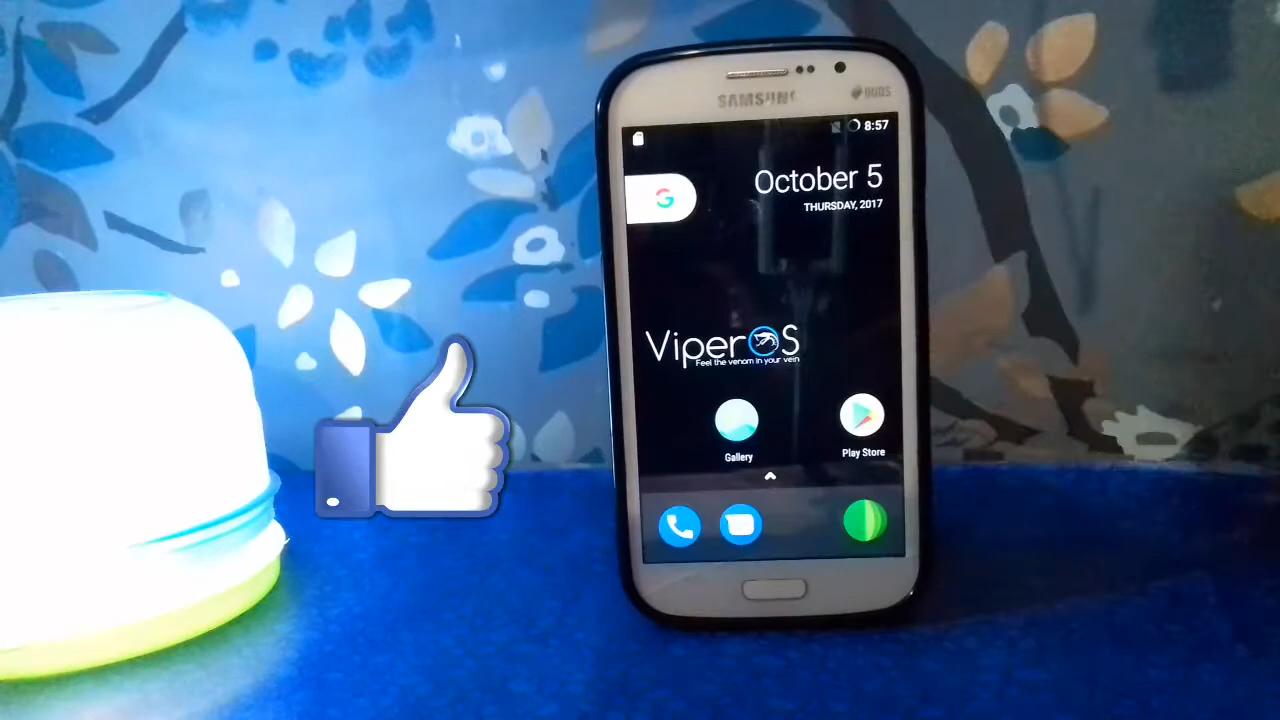 SAMSUNG
DUOS
8:57
G
October 5
THURSDAY, 2017
ViperOS
Feel the venom in your vein
Gallery
Play Store